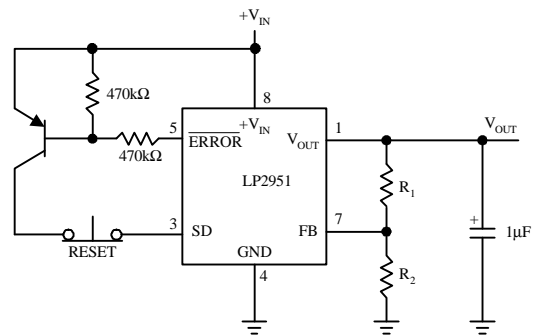 +V_IN
470kΩ
8
5
+V_IN
1
V_OUT
ERROR
V_OUT
470kΩ
LP2951
R_1
3
SD
FB
7
+
1µF
RESET
GND
R_2
4